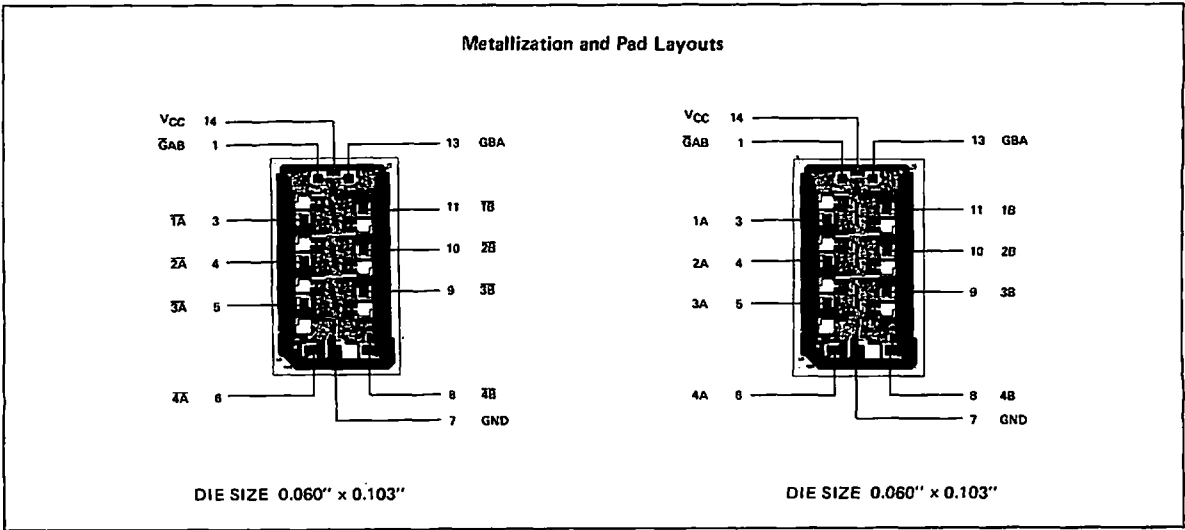 Metallization and Pad Layouts
VCC 14
G̅AB 1
13 GBA
1̅A̅ 3
11 1̅B̅
2̅A̅ 4
10 2̅B̅
3̅A̅ 5
9 3̅B̅
4̅A̅ 6
8 4̅B̅
7 GND
DIE SIZE 0.060" x 0.103"
VCC 14
G̅AB 1
13 GBA
1A 3
11 1B
2A 4
10 2B
3A 5
9 3B
4A 6
8 4B
7 GND
DIE SIZE 0.060" x 0.103"